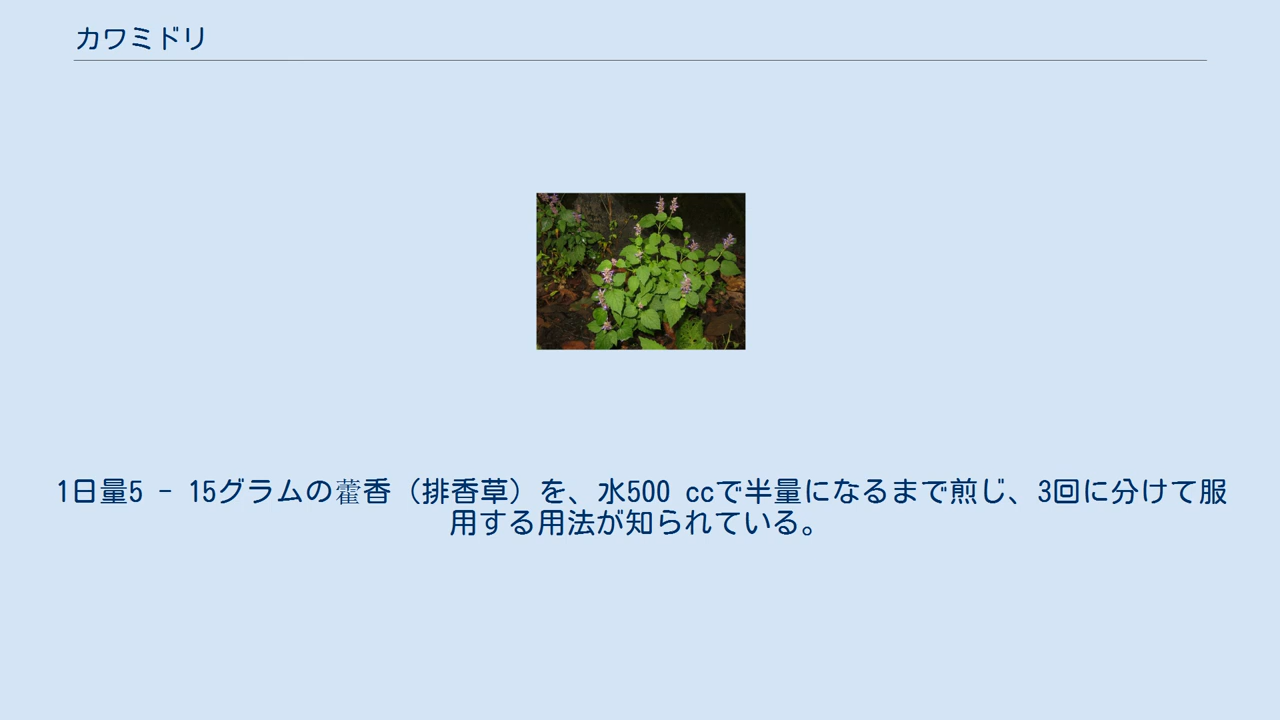 カワミドリ
1日量5 - 15グラムの藿香（排香草）を、水500 ccで半量になるまで煎じ、3回に分けて服
用する用法が知られている。